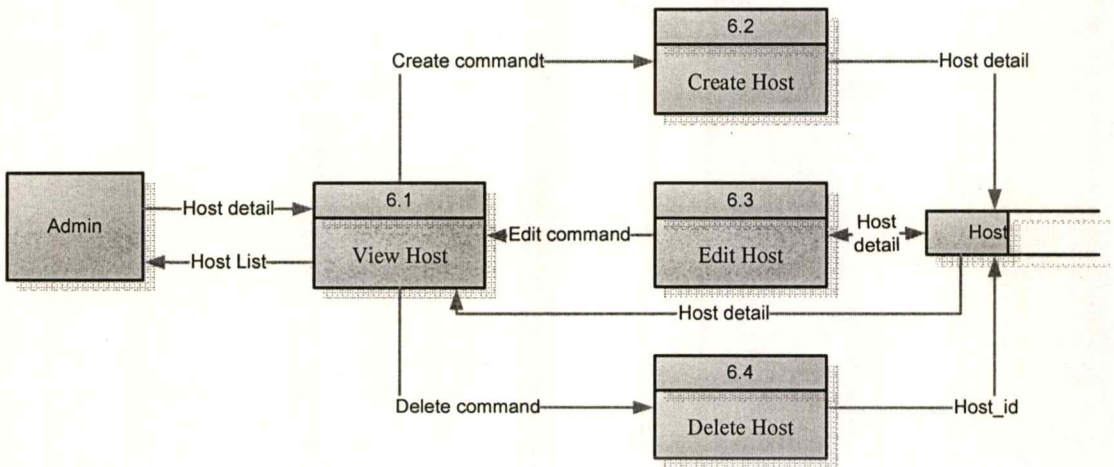 6.2
Create commandt
Host detail
Create Host
Admin
Host detail
Host List
6.1
View Host
Edit command
6.3
Edit Host
Host
detail
Host
Host detail
6.4
Delete command
Delete Host
Host_id